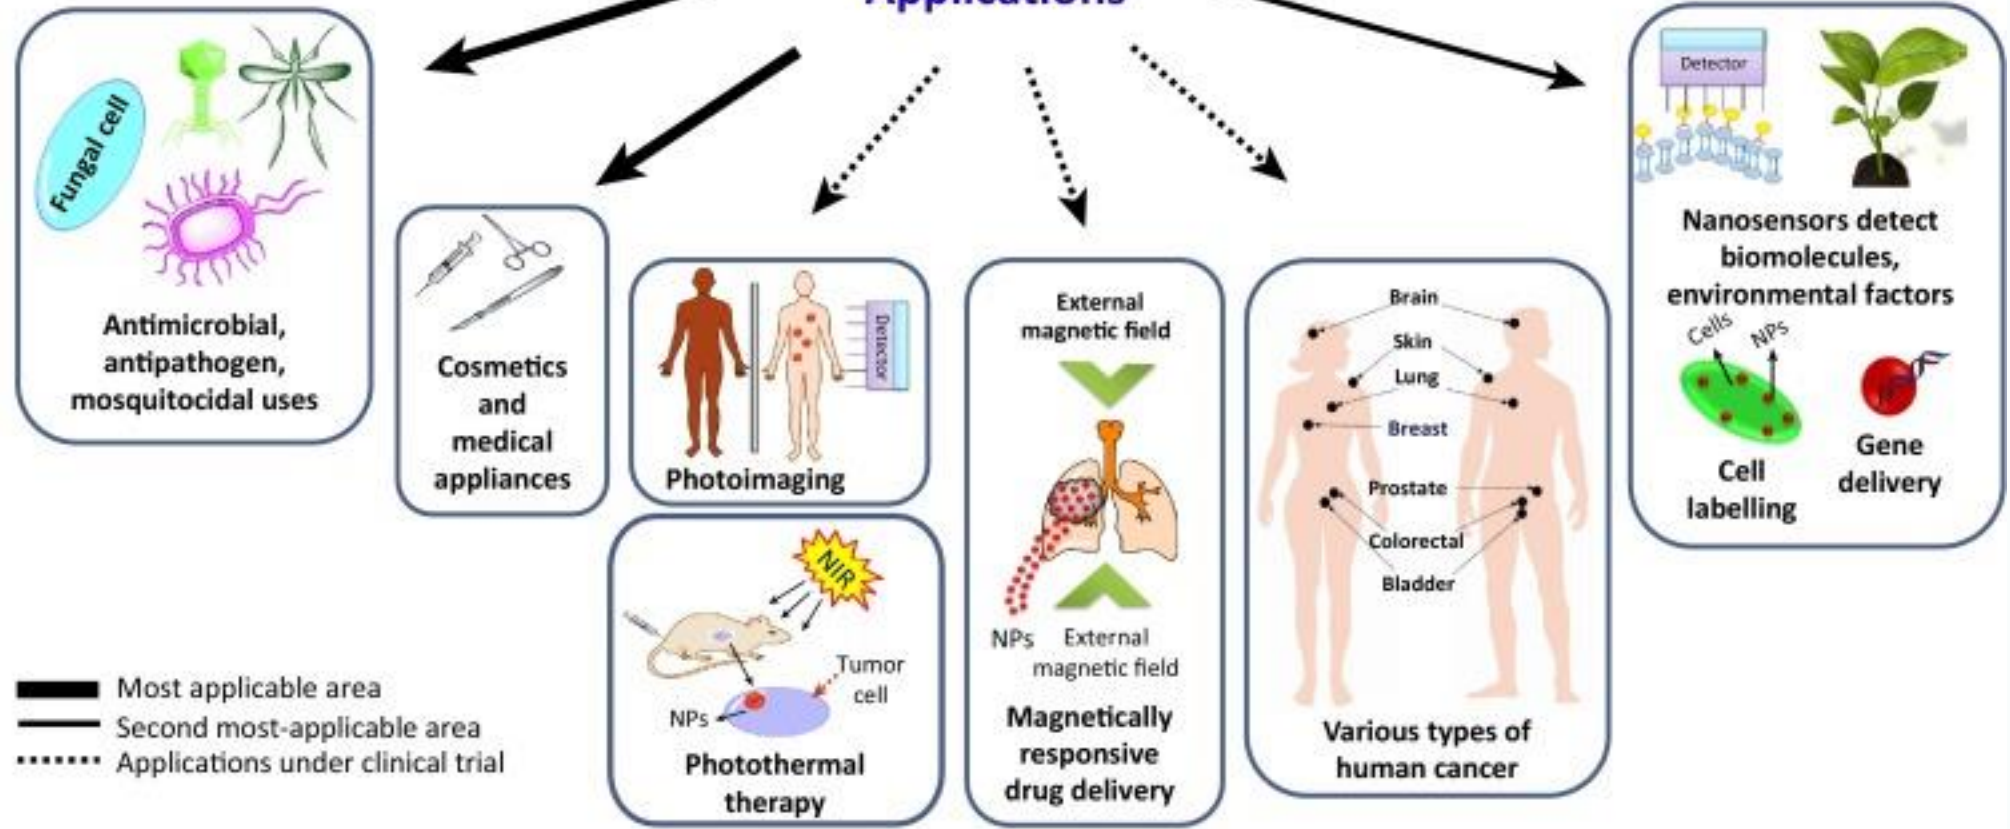 Applications
Fungal cell
Antimicrobial,
antipathogen,
mosquitocidal uses
Cosmetics
and
medical
appliances
Detector
Photoimaging
NIR
Tumor
cell
NPs
Photothermal
therapy
External
magnetic field
NPs
External
magnetic field
Magnetically
responsive
drug delivery
Brain
Skin
Lung
Breast
Prostate
Colorectal
Bladder
Various types of
human cancer
Detector
Nanosensors detect
biomolecules,
environmental factors
Cells
NPs
Cell
labelling
Gene
delivery
Most applicable area
Second most-applicable area
Applications under clinical trial